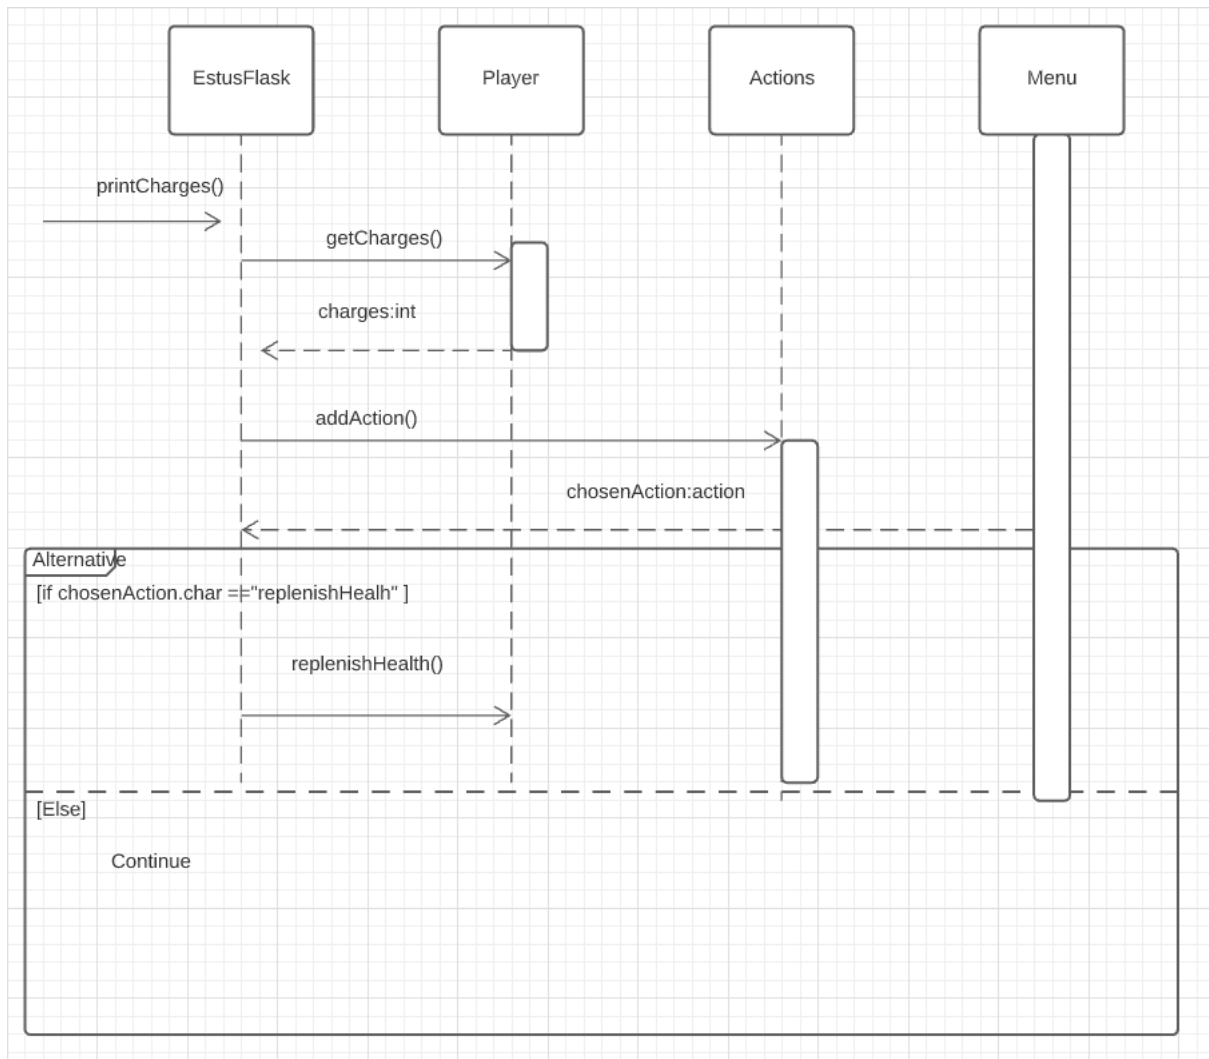 EstusFlask
Player
Actions
Menu
printCharges()
getCharges()
charges:int
addAction()
chosenAction:action
Alternative
[if chosenAction.char =="replenishHealh" ]
replenishHealth()
[Else]
Continue